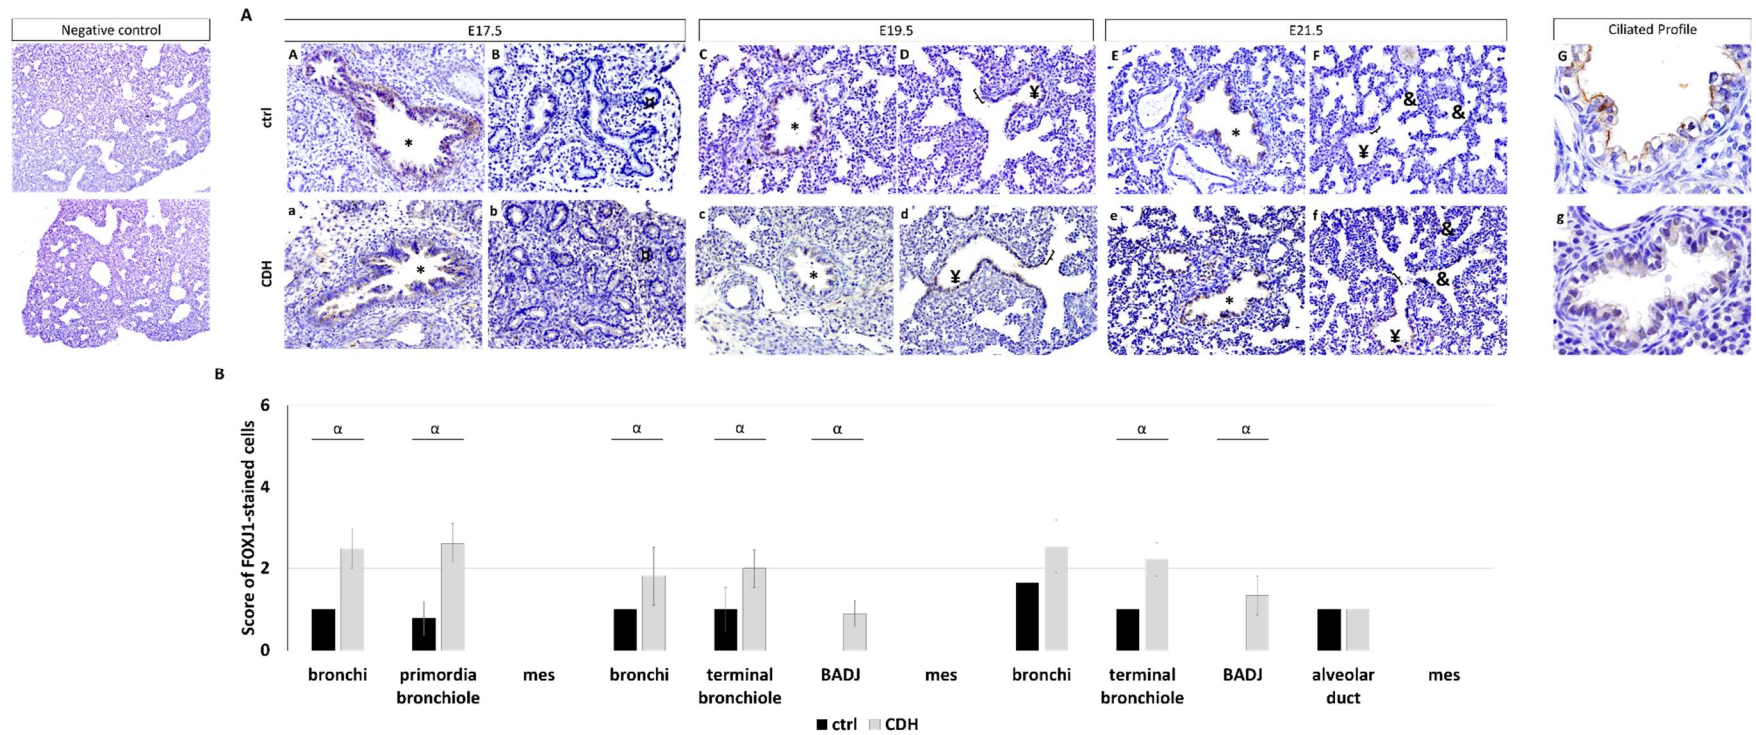 A
Negative control
E17.5
E19.5
E21.5
Ciliated Profile
ctrl
A
*
B
¤
C
*
D
¥
E
*
F
&
&
¥
G
CDH
a
*
b
¤
c
*
d
¥
e
*
f
&
&
¥
g
B
Score of FOXJ1-stained cells
6
4
2
0
α
α
α
α
α
α
α
bronchi
primordia
bronchiole
mes
bronchi
terminal
bronchiole
BADJ
mes
bronchi
terminal
bronchiole
BADJ
alveolar
duct
mes
ctrl
CDH